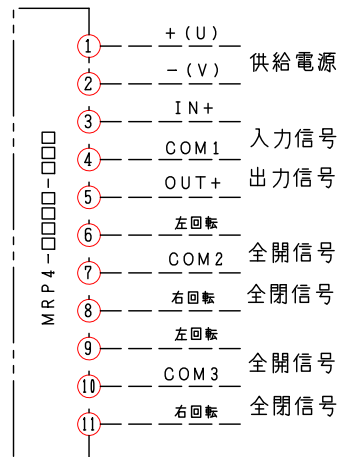 MRP4-□□□□-□□□
① +(U)
② -(V)
供給電源
③ IN+
④ COM1
入力信号
⑤ OUT+
出力信号
⑥ 左回転
⑦ COM2
全開信号
⑧ 右回転
全閉信号
⑨ 左回転
⑩ COM3
全開信号
⑪ 右回転
全閉信号